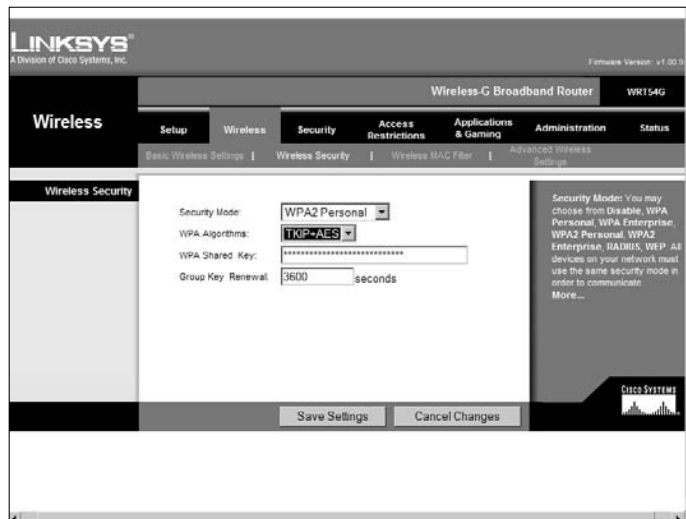 LINKSYS®
A Division of Cisco Systems, Inc.
Firmware Version: v1.00.9
Wireless-G Broadband Router WRT54G
Wireless
Setup Wireless Security Access Restrictions Applications & Gaming Administration Status
Basic Wireless Settings | Wireless Security | Wireless MAC Filter | Advanced Wireless Settings
Wireless Security
Security Mode: WPA2 Personal
WPA Algorithms: TKIP+AES
WPA Shared Key: ****************************
Group Key Renewal: 3600 seconds
Security Mode: You may
choose from Disable, WPA
Personal, WPA Enterprise,
WPA2 Personal, WPA2
Enterprise, RADIUS, WEP. All
devices on your network must
use the same security mode in
order to communicate
More...
CISCO SYSTEMS
Save Settings Cancel Changes